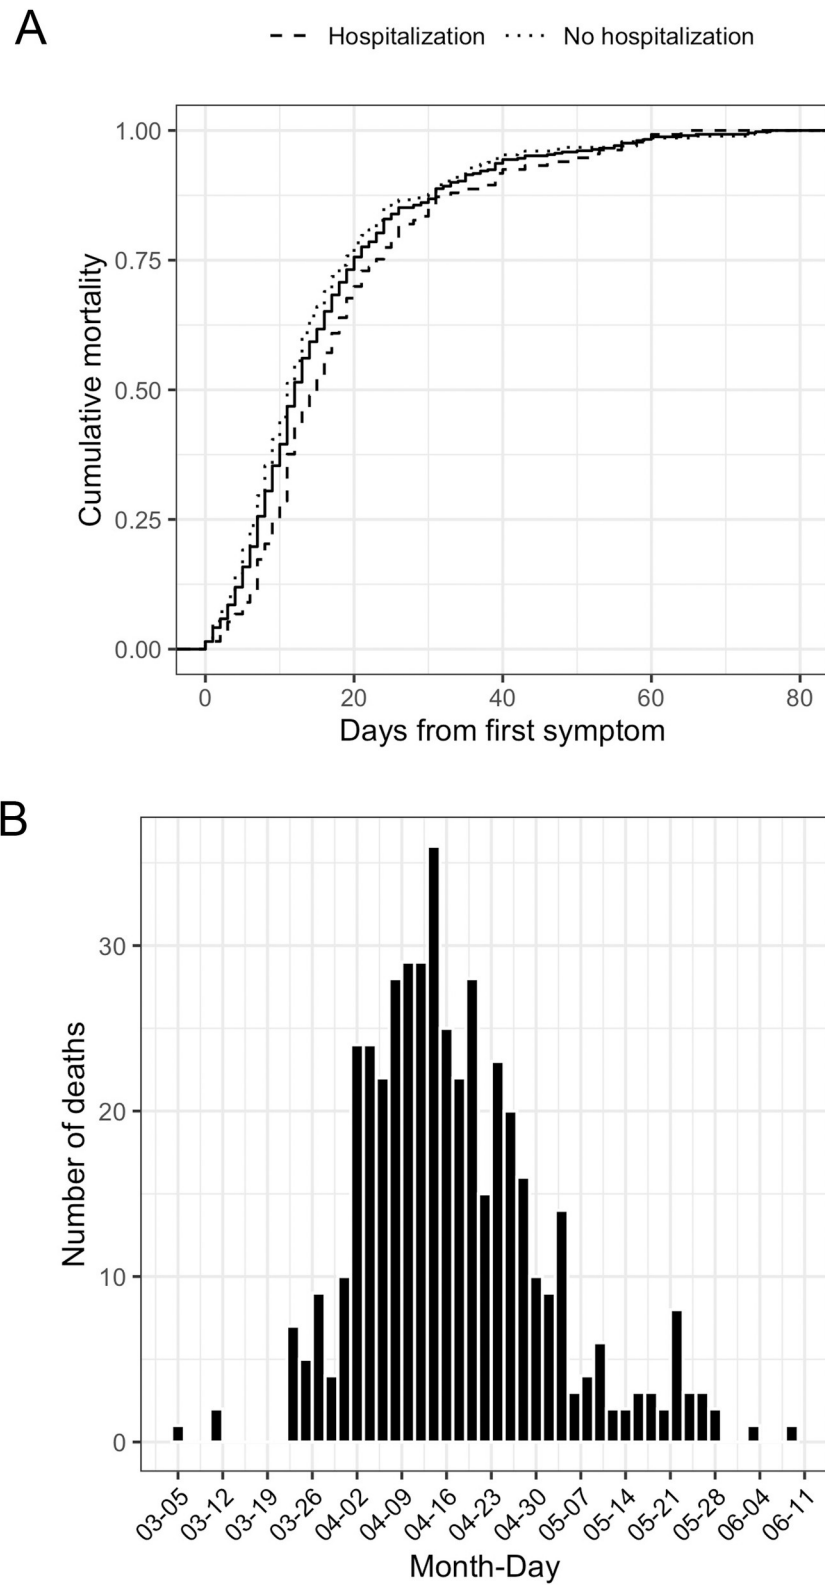 A
Hospitalization No hospitalization
1.00
0.75
0.50
0.25
0.00
Cumulative mortality
0 20 40 60 80
Days from first symptom
B
30
20
10
0
Number of deaths
03-05 03-12 03-19 03-26 04-02 04-09 04-16 04-23 04-30 05-07 05-14 05-21 05-28 06-04 06-11
Month-Day